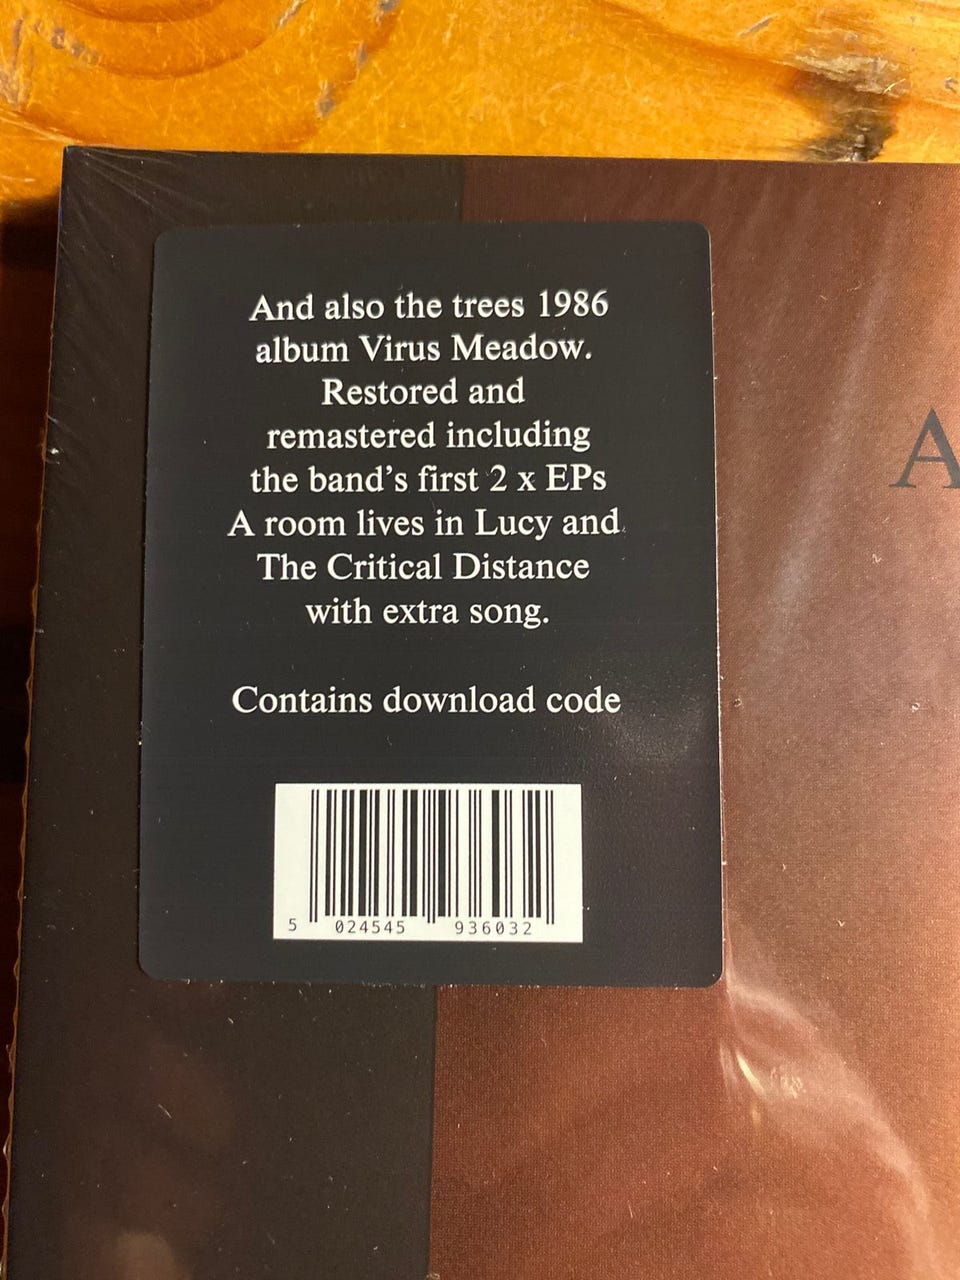 And also the trees 1986
album Virus Meadow.
Restored and
remastered including
the band's first 2 x EPs
A room lives in Lucy and
The Critical Distance
with extra song.
Contains download code
5 024545 936032
A